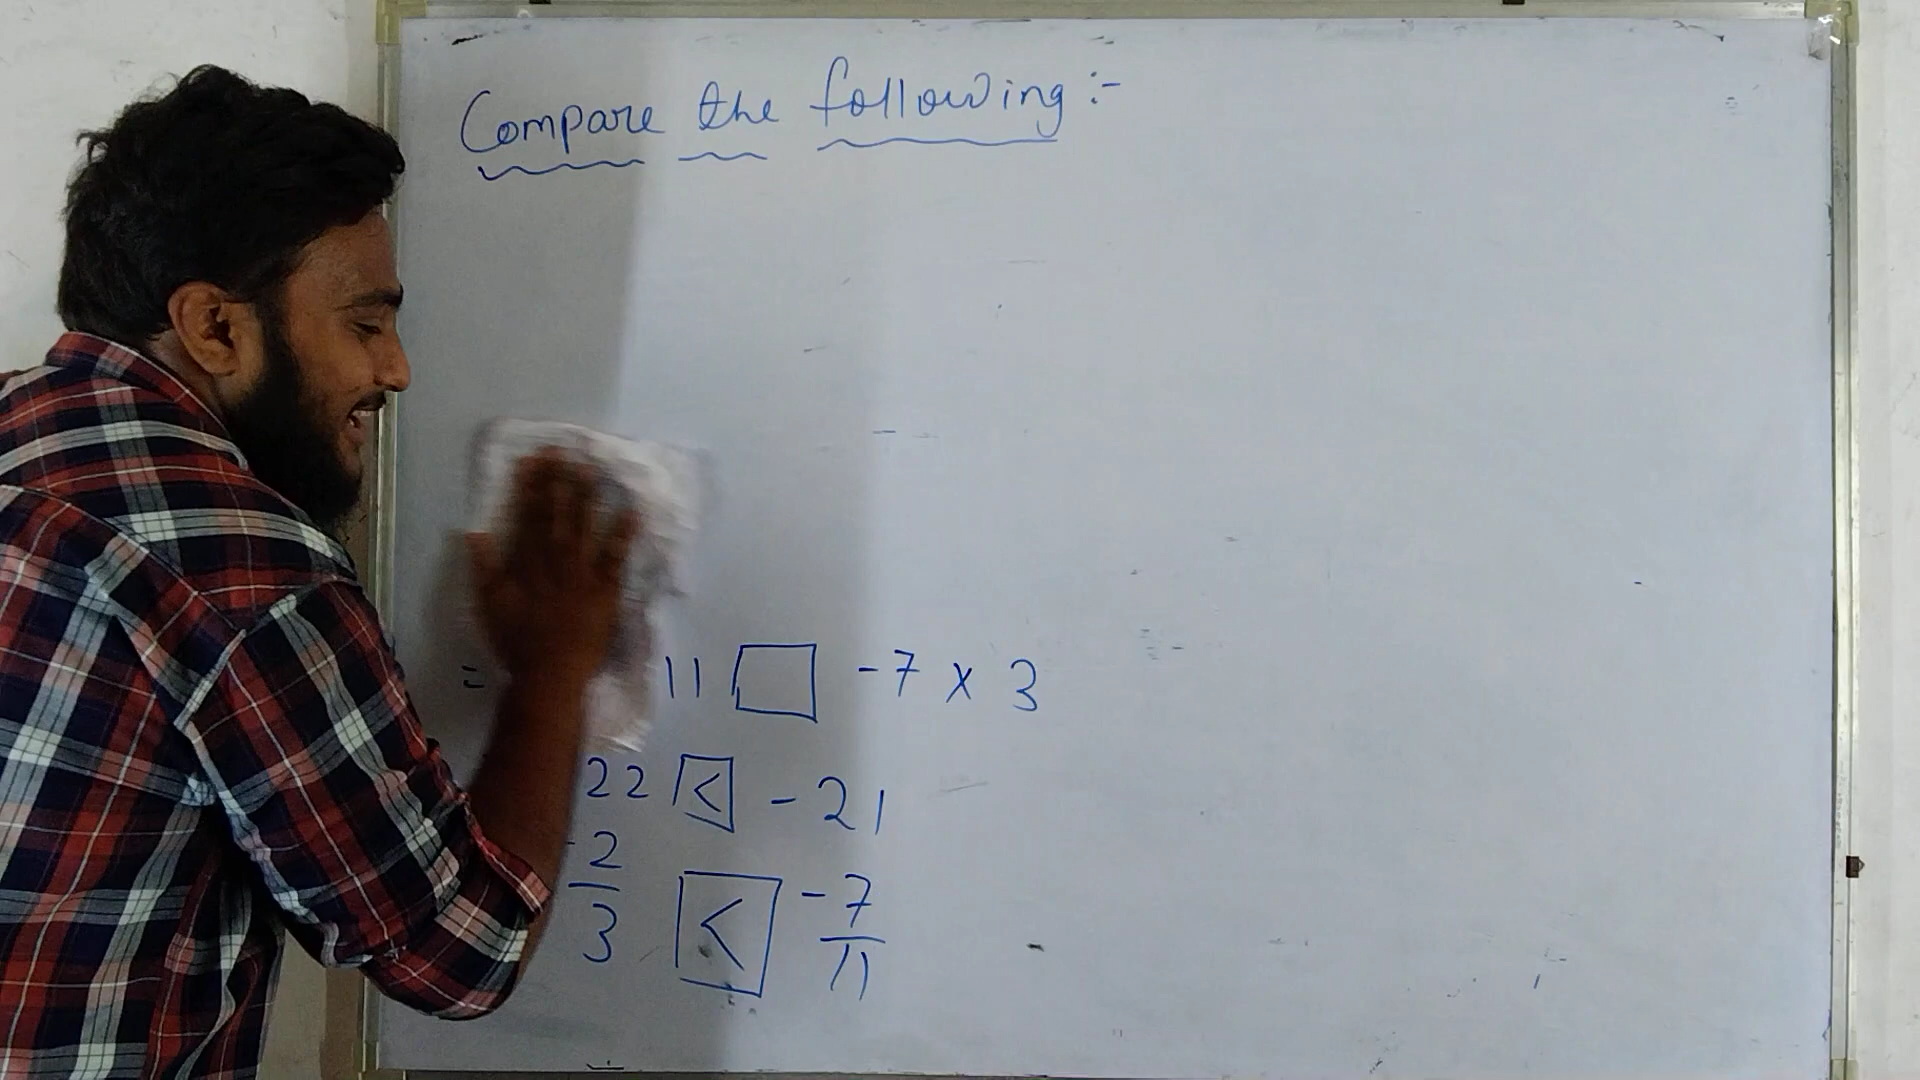 Compare the following :-
= 11 □ -7 x 3
22 < -21
-2/3 < -7/11